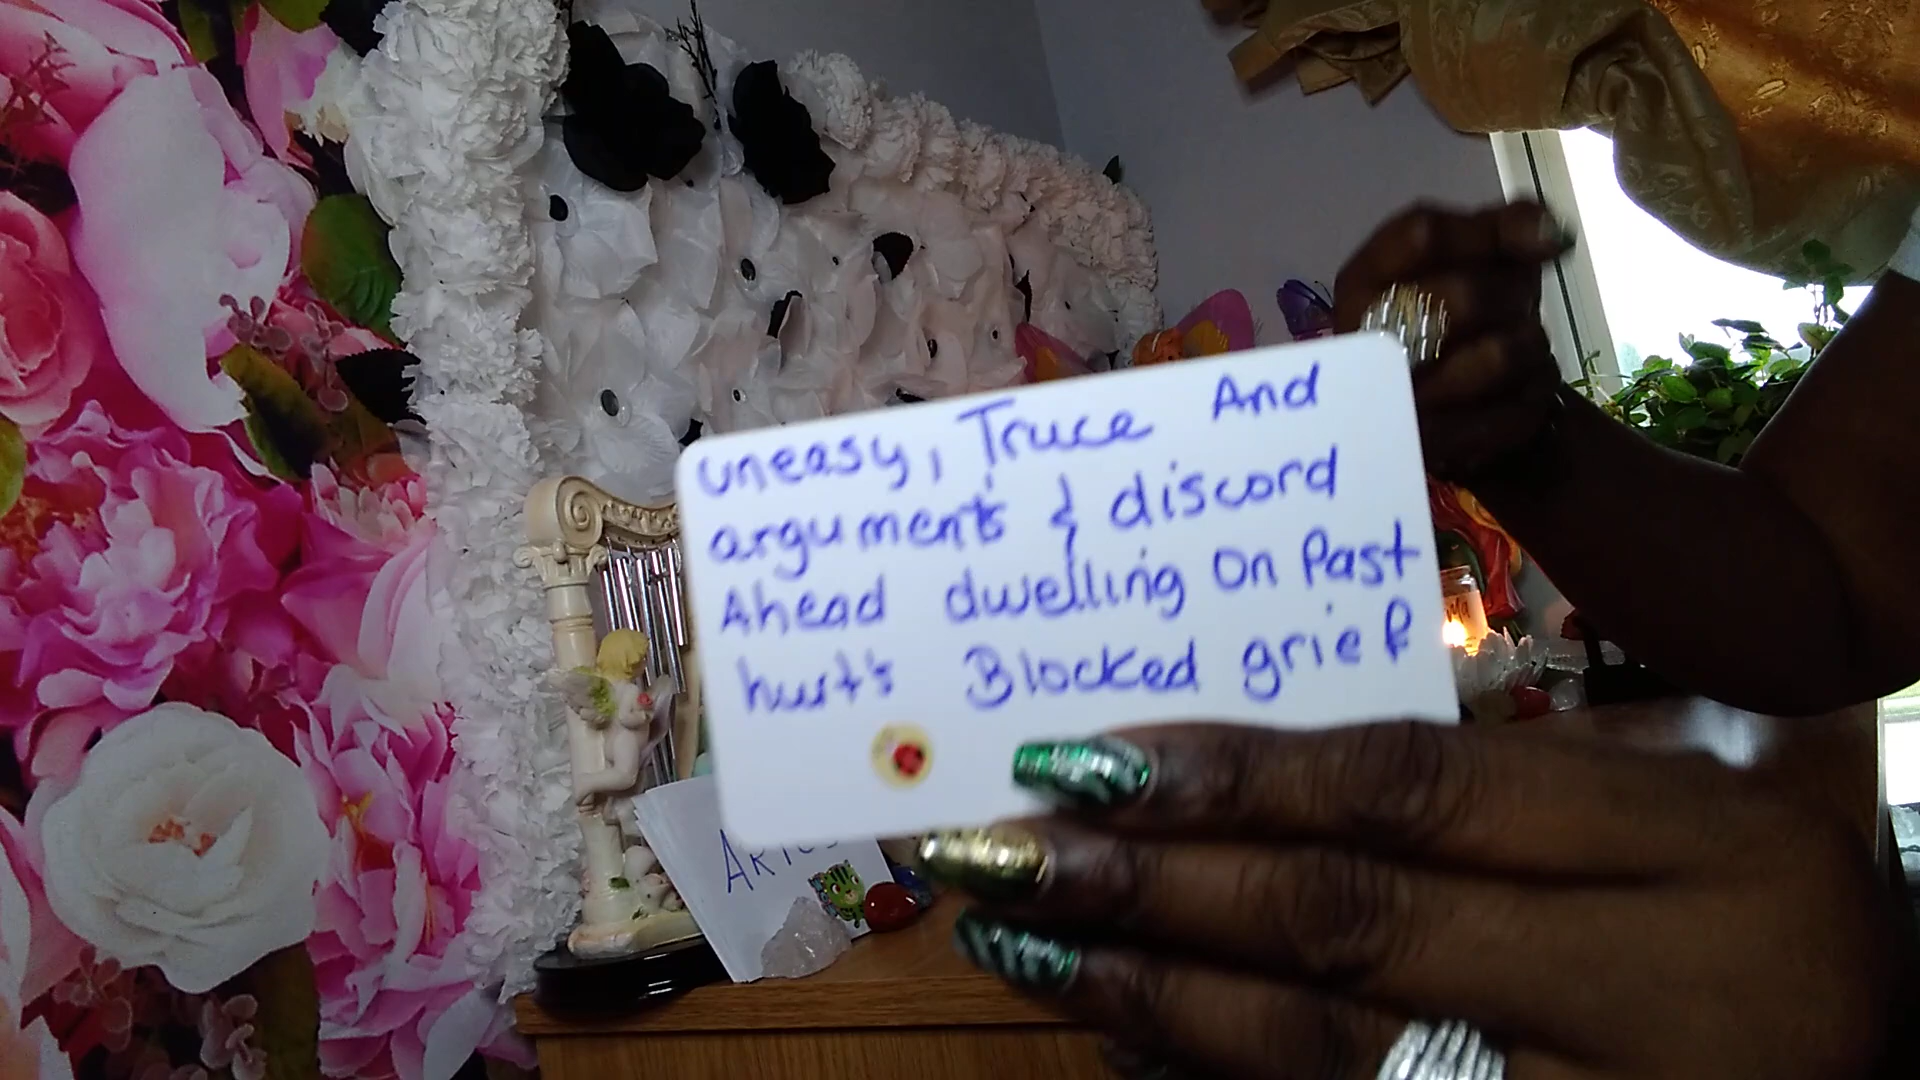 uneasy, Truce And
arguments & discord
Ahead dwelling on Past
hurt's Blocked grief